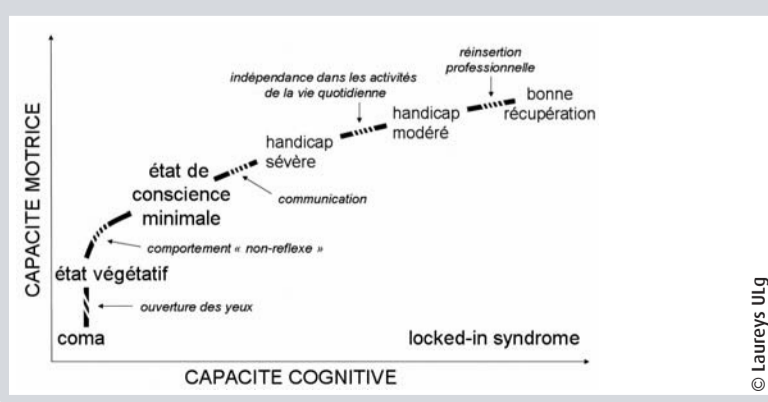 réinsertion
professionnelle
indépendance dans les activités
de la vie quotidienne
bonne
récupération
handicap
modéré
handicap
sévère
état de
conscience
minimale
communication
comportement « non-reflexe »
état végétatif
ouverture des yeux
coma
locked-in syndrome
CAPACITE MOTRICE
CAPACITE COGNITIVE
© Laureys ULg